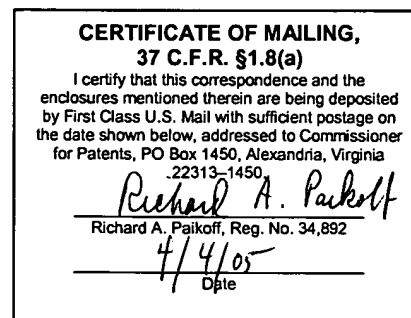 CERTIFICATE OF MAILING,
37 C.F.R. §1.8(a)
I certify that this correspondence and the
enclosures mentioned therein are being deposited
by First Class U.S. Mail with sufficient postage on
the date shown below, addressed to Commissioner
for Patents, PO Box 1450, Alexandria, Virginia
22313–1450.
Richard A. Paikoff
Richard A. Paikoff, Reg. No. 34,892
4/4/05
Date